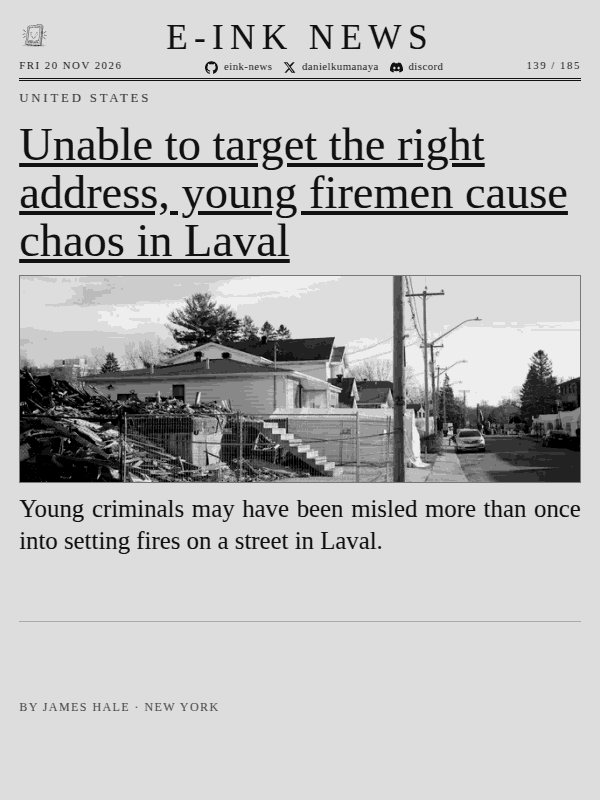 E-INK NEWS
FRI 20 NOV 2026
eink-news
danielkumanaya
discord
139 / 185
UNITED STATES
Unable to target the right
address, young firemen cause
chaos in Laval
Young criminals may have been misled more than once
into setting fires on a street in Laval.
BY JAMES HALE · NEW YORK